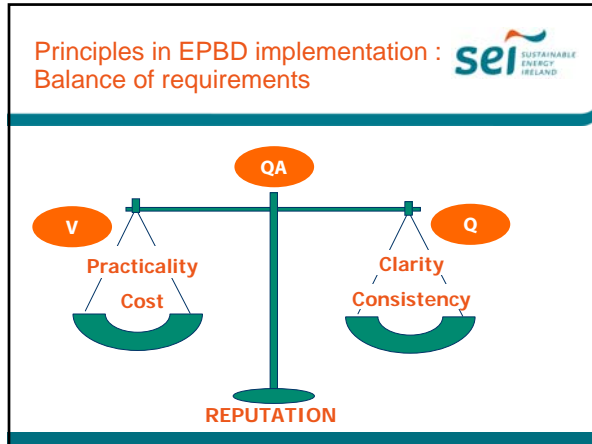 Principles in EPBD implementation :
Balance of requirements
sei SUSTAINABLE
ENERGY
IRELAND
QA
V
Q
Practicality
Cost
Clarity
Consistency
REPUTATION